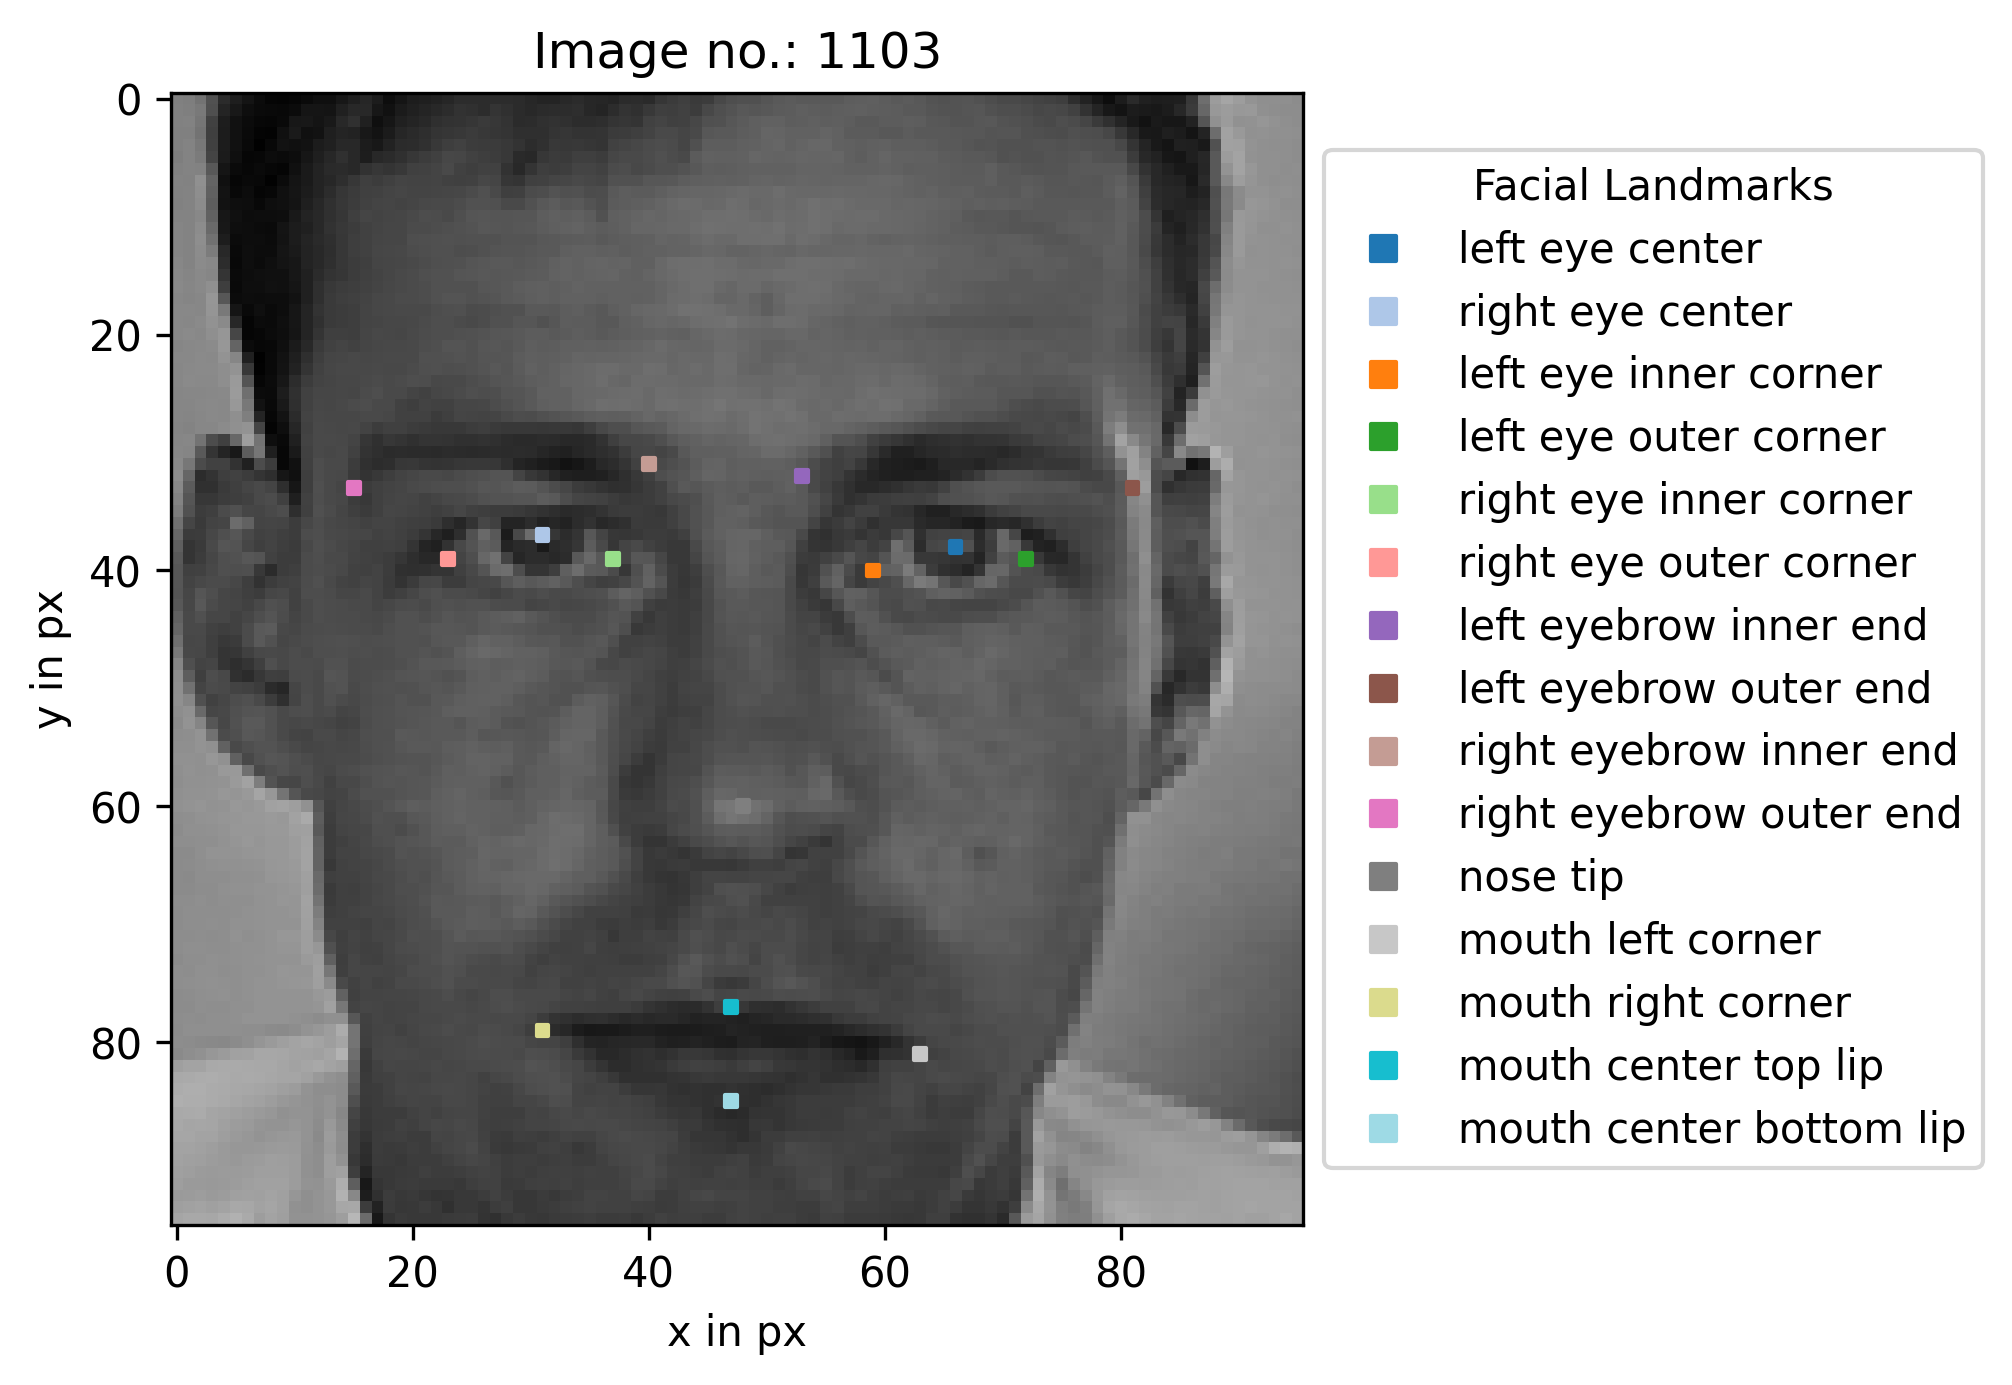 Image no.: 1103
0
20
40
60
80
y in px
0 20 40 60 80
x in px
Facial Landmarks
left eye center
right eye center
left eye inner corner
left eye outer corner
right eye inner corner
right eye outer corner
left eyebrow inner end
left eyebrow outer end
right eyebrow inner end
right eyebrow outer end
nose tip
mouth left corner
mouth right corner
mouth center top lip
mouth center bottom lip